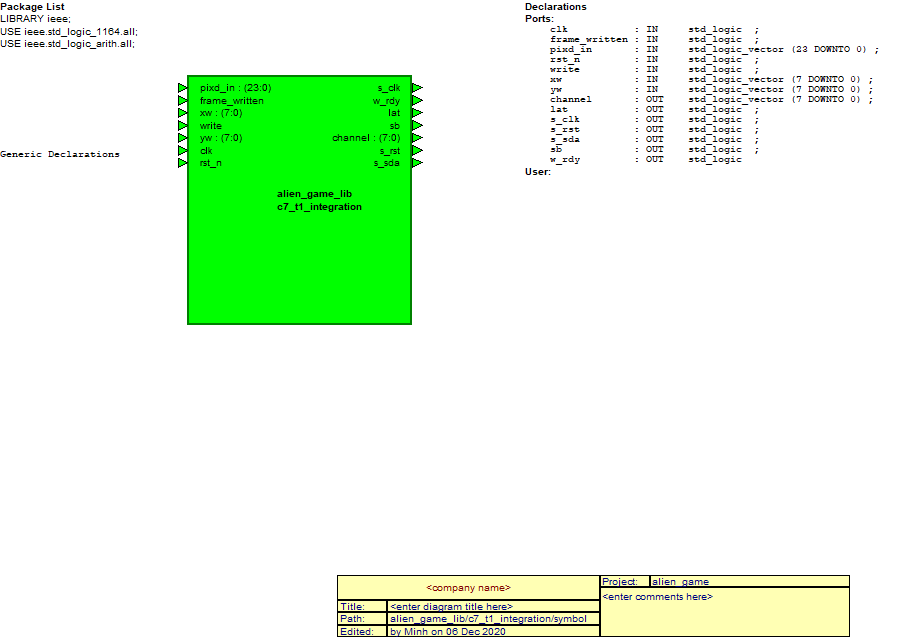 Package List
LIBRARY ieee;
USE ieee.std_logic_1164.all;
USE ieee.std_logic_arith.all;
Generic Declarations
pixd_in : (23:0)
frame_written
xw : (7:0)
write
yw : (7:0)
clk
rst_n
s_clk
w_rdy
lat
sb
channel : (7:0)
s_rst
s_sda
alien_game_lib
c7_t1_integration
Declarations
Ports:
clk : IN std_logic ;
frame_written : IN std_logic ;
pixd_in : IN std_logic_vector (23 DOWNTO 0) ;
rst_n : IN std_logic ;
write : IN std_logic ;
xw : IN std_logic_vector (7 DOWNTO 0) ;
yw : IN std_logic_vector (7 DOWNTO 0) ;
channel : OUT std_logic_vector (7 DOWNTO 0) ;
lat : OUT std_logic ;
s_clk : OUT std_logic ;
s_rst : OUT std_logic ;
s_sda : OUT std_logic ;
sb : OUT std_logic ;
w_rdy : OUT std_logic
User:
<company name>
Title: <enter diagram title here>
Path: alien_game_lib/c7_t1_integration/symbol
Edited: by Minh on 06 Dec 2020
Project: alien_game
<enter comments here>